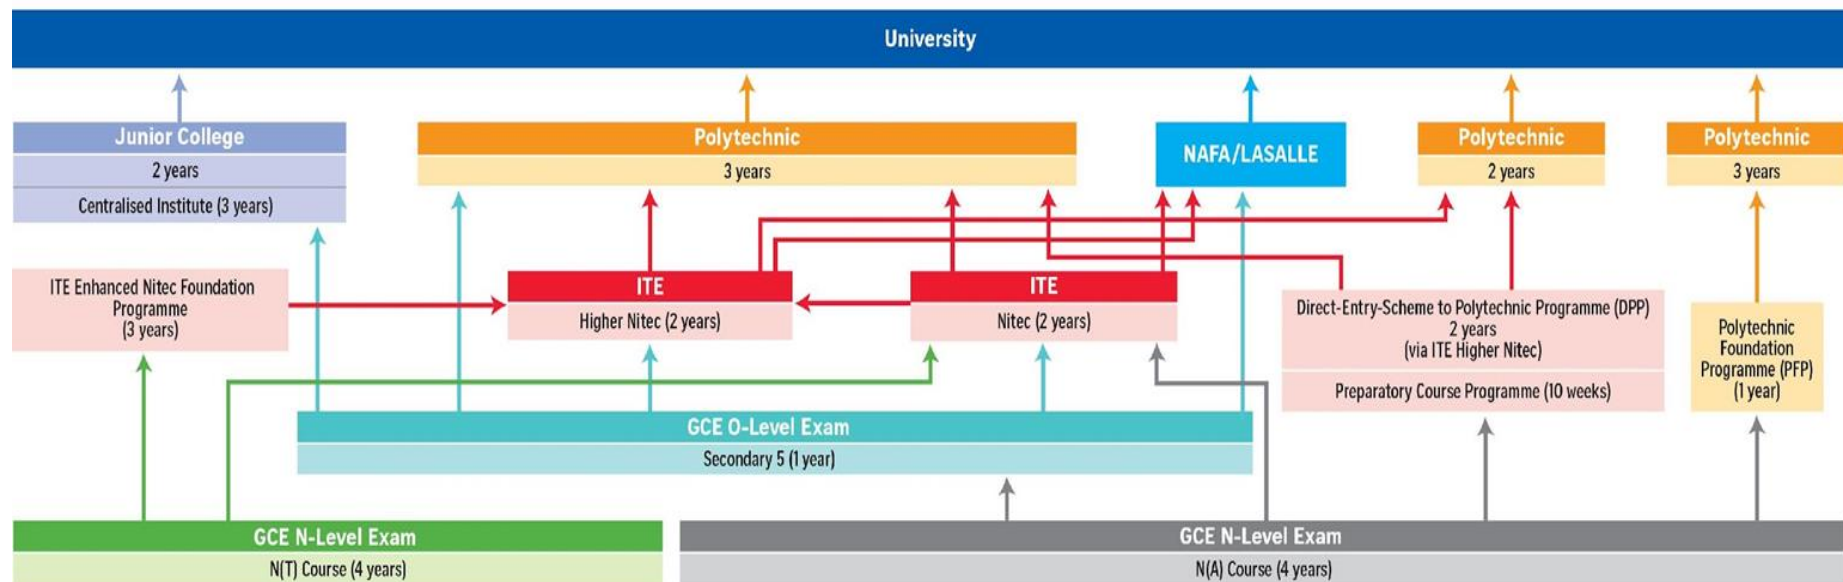 University
Junior College
2 years
Centralised Institute (3 years)
Polytechnic
3 years
NAFA/LASALLE
Polytechnic
2 years
Polytechnic
3 years
ITE Enhanced Nitec Foundation
Programme
(3 years)
ITE
Higher Nitec (2 years)
ITE
Nitec (2 years)
Direct-Entry-Scheme to Polytechnic Programme (DPP)
2 years
(via ITE Higher Nitec)
Preparatory Course Programme (10 weeks)
Polytechnic
Foundation
Programme (PFP)
(1 year)
GCE O-Level Exam
Secondary 5 (1 year)
GCE N-Level Exam
N(T) Course (4 years)
GCE N-Level Exam
N(A) Course (4 years)